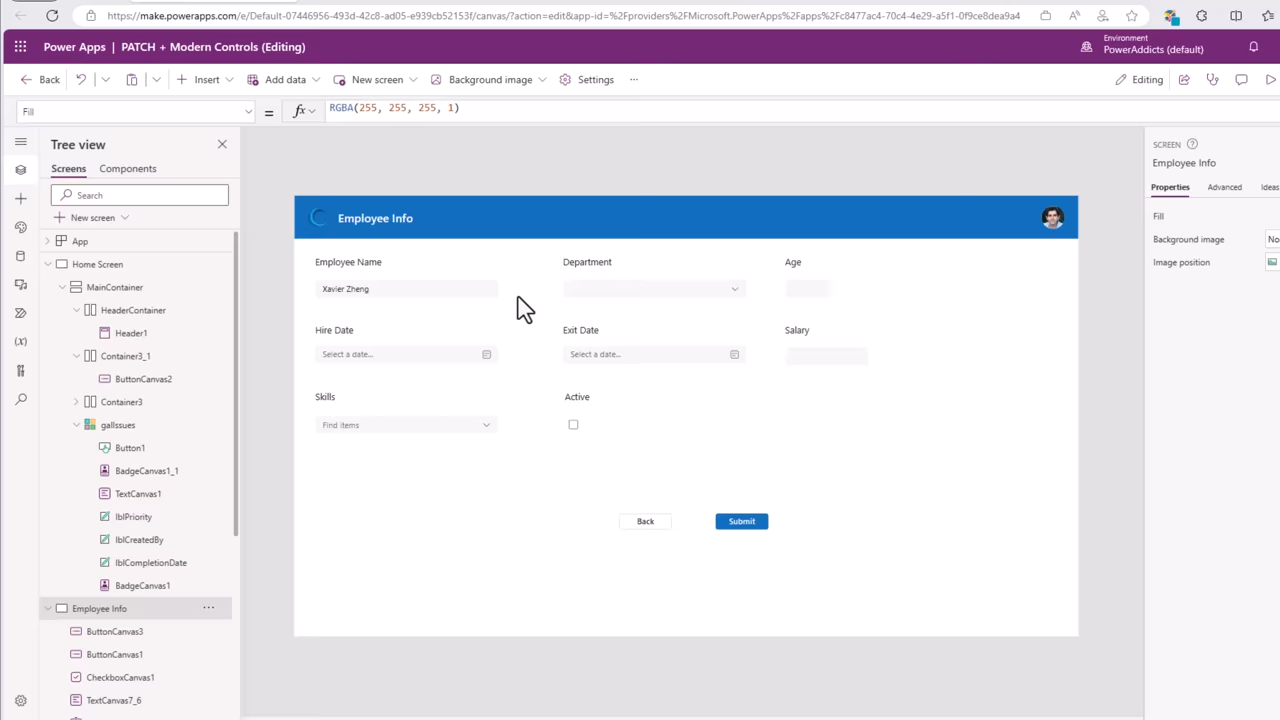 https://make.powerapps.com/e/Default-07446956-493d-42c8-ad05-e939cb52153f/canvas/?action=edit&app-id=%2Fproviders%2FMicrosoft.PowerApps%2Fapps%2Fc8477ac4-70c4-4e29-a5f1-0f9ce8dea9a4
Power Apps | PATCH + Modern Controls (Editing)
Environment
PowerAddicts (default)
Back
Insert
Add data
New screen
Background image
Settings
Editing
Fill
= fx RGBA(255, 255, 255, 1)
Tree view
Screens
Components
Search
New screen
App
Home Screen
MainContainer
HeaderContainer
Header1
Container3_1
ButtonCanvas2
Container3
galIssues
Button1
BadgeCanvas1_1
TextCanvas1
lblPriority
lblCreatedBy
lblCompletionDate
BadgeCanvas1
Employee Info
ButtonCanvas3
ButtonCanvas1
CheckboxCanvas1
TextCanvas7_6
Employee Info
Employee Name
Department
Age
Xavier Zheng
Hire Date
Exit Date
Salary
Select a date...
Select a date...
Skills
Active
Find items
Back
Submit
SCREEN
Employee Info
Properties
Advanced
Ideas
Fill
Background image
No
Image position